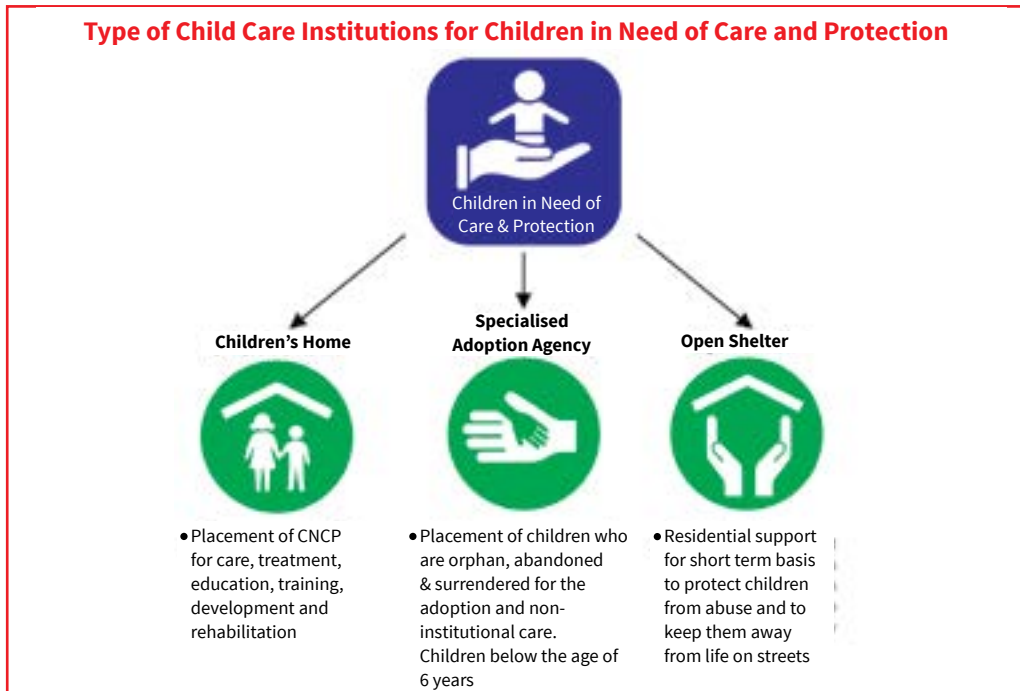 Type of Child Care Institutions for Children in Need of Care and Protection
Children in Need of
Care & Protection
Children's Home
Specialised
Adoption Agency
Open Shelter
• Placement of CNCP
for care, treatment,
education, training,
development and
rehabilitation
• Placement of children who
are orphan, abandoned
& surrendered for the
adoption and non-
institutional care.
Children below the age of
6 years
• Residential support
for short term basis
to protect children
from abuse and to
keep them away
from life on streets